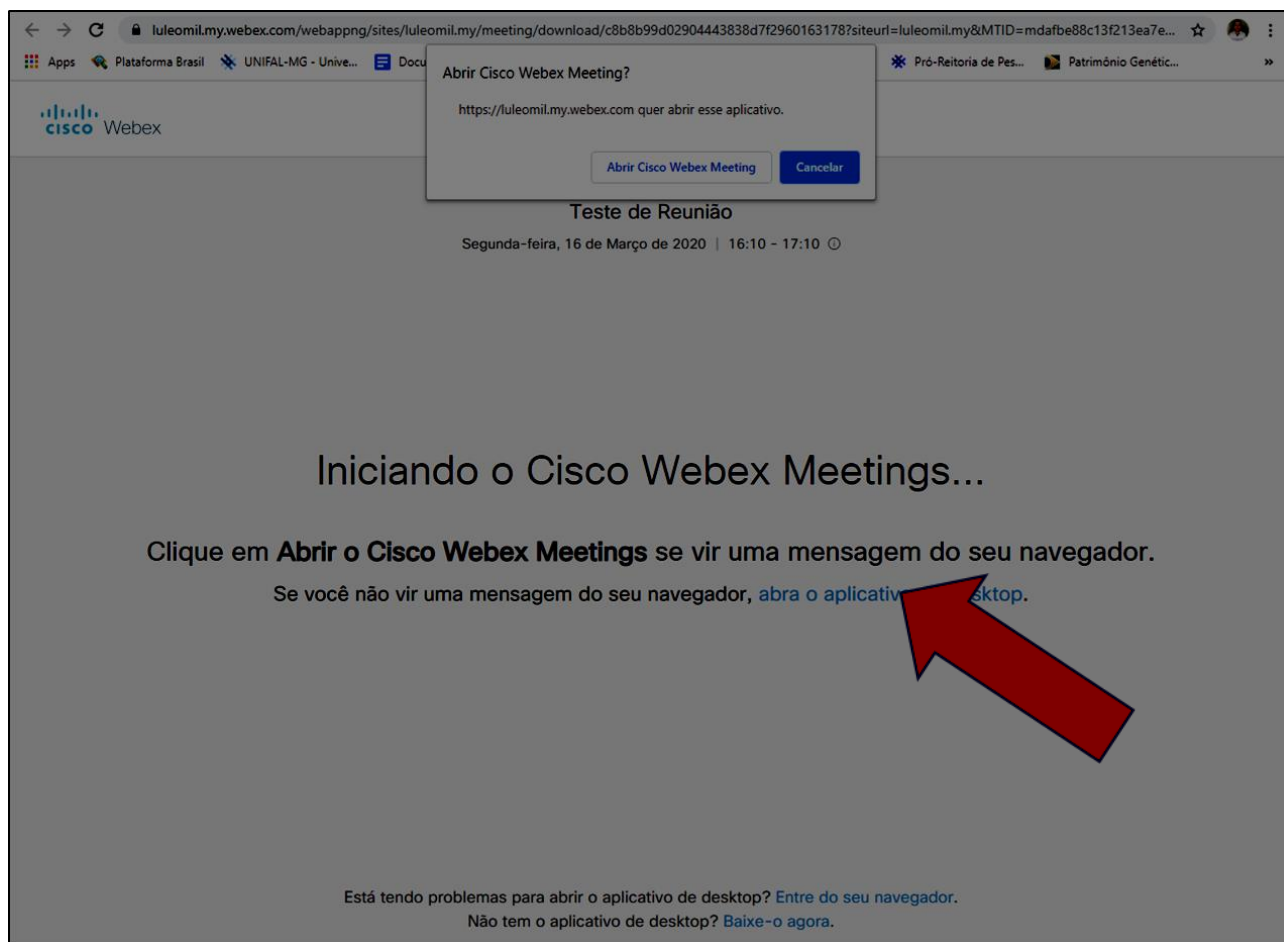 luleomil.my.webex.com/webappng/sites/luleomil.my/meeting/download/c8b8b99d02904443838d7f2960163178?siteurl=luleomil.my&MTID=mdafbe88c13f213ea7e...
Apps Plataforma Brasil UNIFAL-MG - Unive... Docu Pró-Reitoria de Pes... Patrimônio Genétic... »
Abrir Cisco Webex Meeting?
https://luleomil.my.webex.com quer abrir esse aplicativo.
Abrir Cisco Webex Meeting Cancelar
cisco Webex
Teste de Reunião
Segunda-feira, 16 de Março de 2020 | 16:10 - 17:10
Iniciando o Cisco Webex Meetings...
Clique em Abrir o Cisco Webex Meetings se vir uma mensagem do seu navegador.
Se você não vir uma mensagem do seu navegador, abra o aplicativ sktop.
Está tendo problemas para abrir o aplicativo de desktop? Entre do seu navegador.
Não tem o aplicativo de desktop? Baixe-o agora.